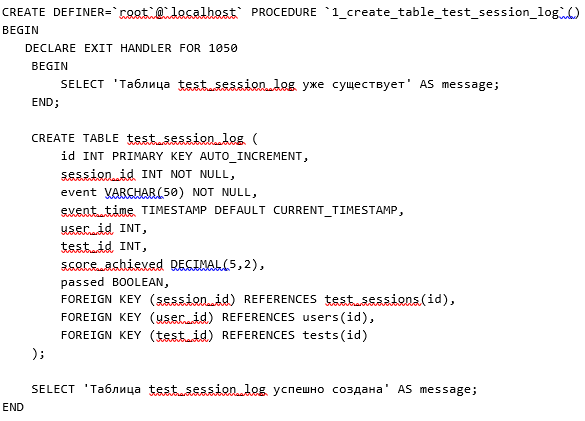 CREATE DEFINER=`root`@`localhost` PROCEDURE `1_create_table_test_session_log`()
BEGIN
DECLARE EXIT HANDLER FOR 1050
BEGIN
SELECT 'Таблица test_session_log уже существует' AS message;
END;
CREATE TABLE test_session_log (
id INT PRIMARY KEY AUTO_INCREMENT,
session_id INT NOT NULL,
event VARCHAR(50) NOT NULL,
event_time TIMESTAMP DEFAULT CURRENT_TIMESTAMP,
user_id INT,
test_id INT,
score_achieved DECIMAL(5,2),
passed BOOLEAN,
FOREIGN KEY (session_id) REFERENCES test_sessions(id),
FOREIGN KEY (user_id) REFERENCES users(id),
FOREIGN KEY (test_id) REFERENCES tests(id)
);
SELECT 'Таблица test_session_log успешно создана' AS message;
END